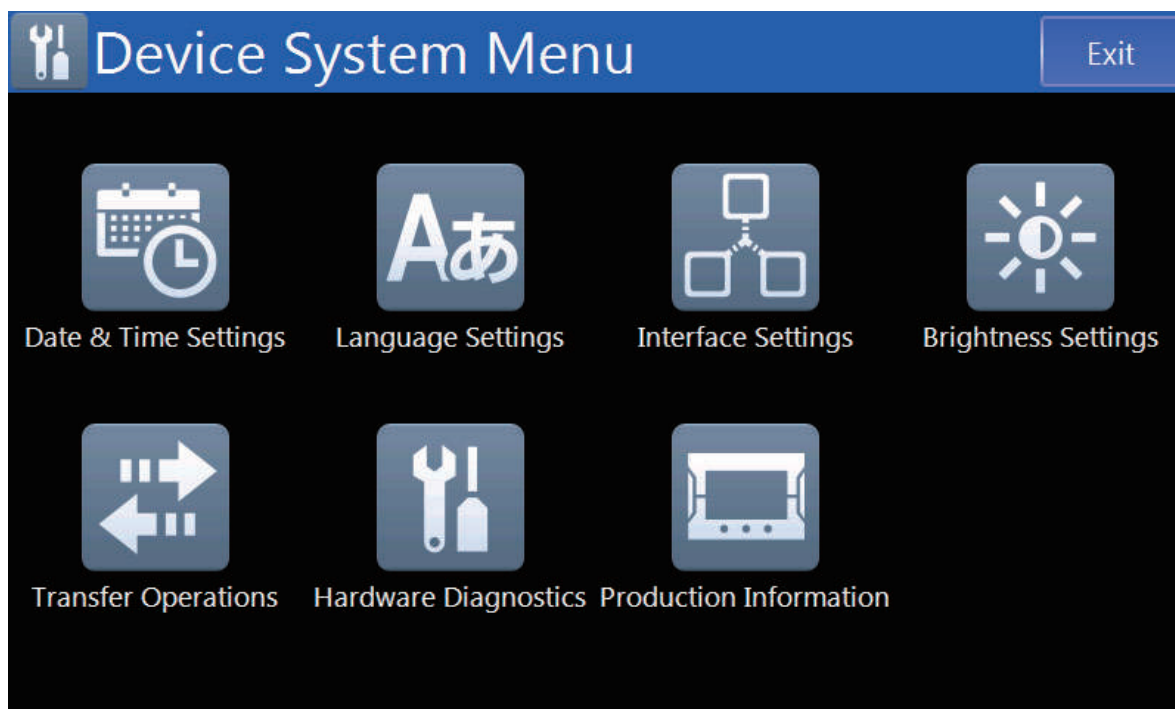 Device System Menu
Exit
Aあ
Date & Time Settings
Language Settings
Interface Settings
Brightness Settings
Transfer Operations
Hardware Diagnostics
Production Information